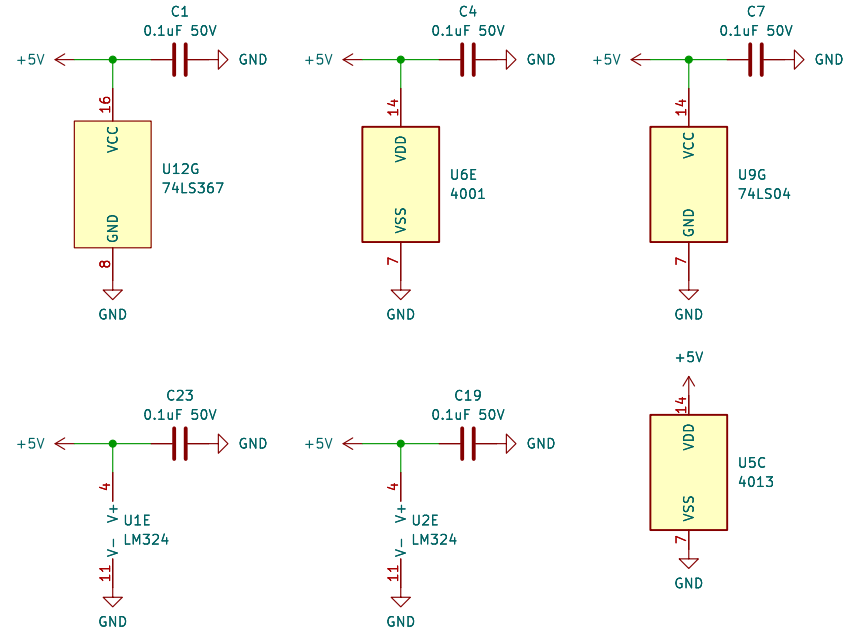 C1
0.1uF 50V
+5V
GND
16
VCC
U12G
74LS367
GND
8
GND
C4
0.1uF 50V
+5V
GND
14
VDD
U6E
4001
VSS
7
GND
C7
0.1uF 50V
+5V
GND
14
VCC
U9G
74LS04
GND
7
GND
C23
0.1uF 50V
+5V
GND
4
V+
U1E
LM324
V-
11
GND
C19
0.1uF 50V
+5V
GND
4
V+
U2E
LM324
V-
11
GND
+5V
14
VDD
U5C
4013
VSS
7
GND